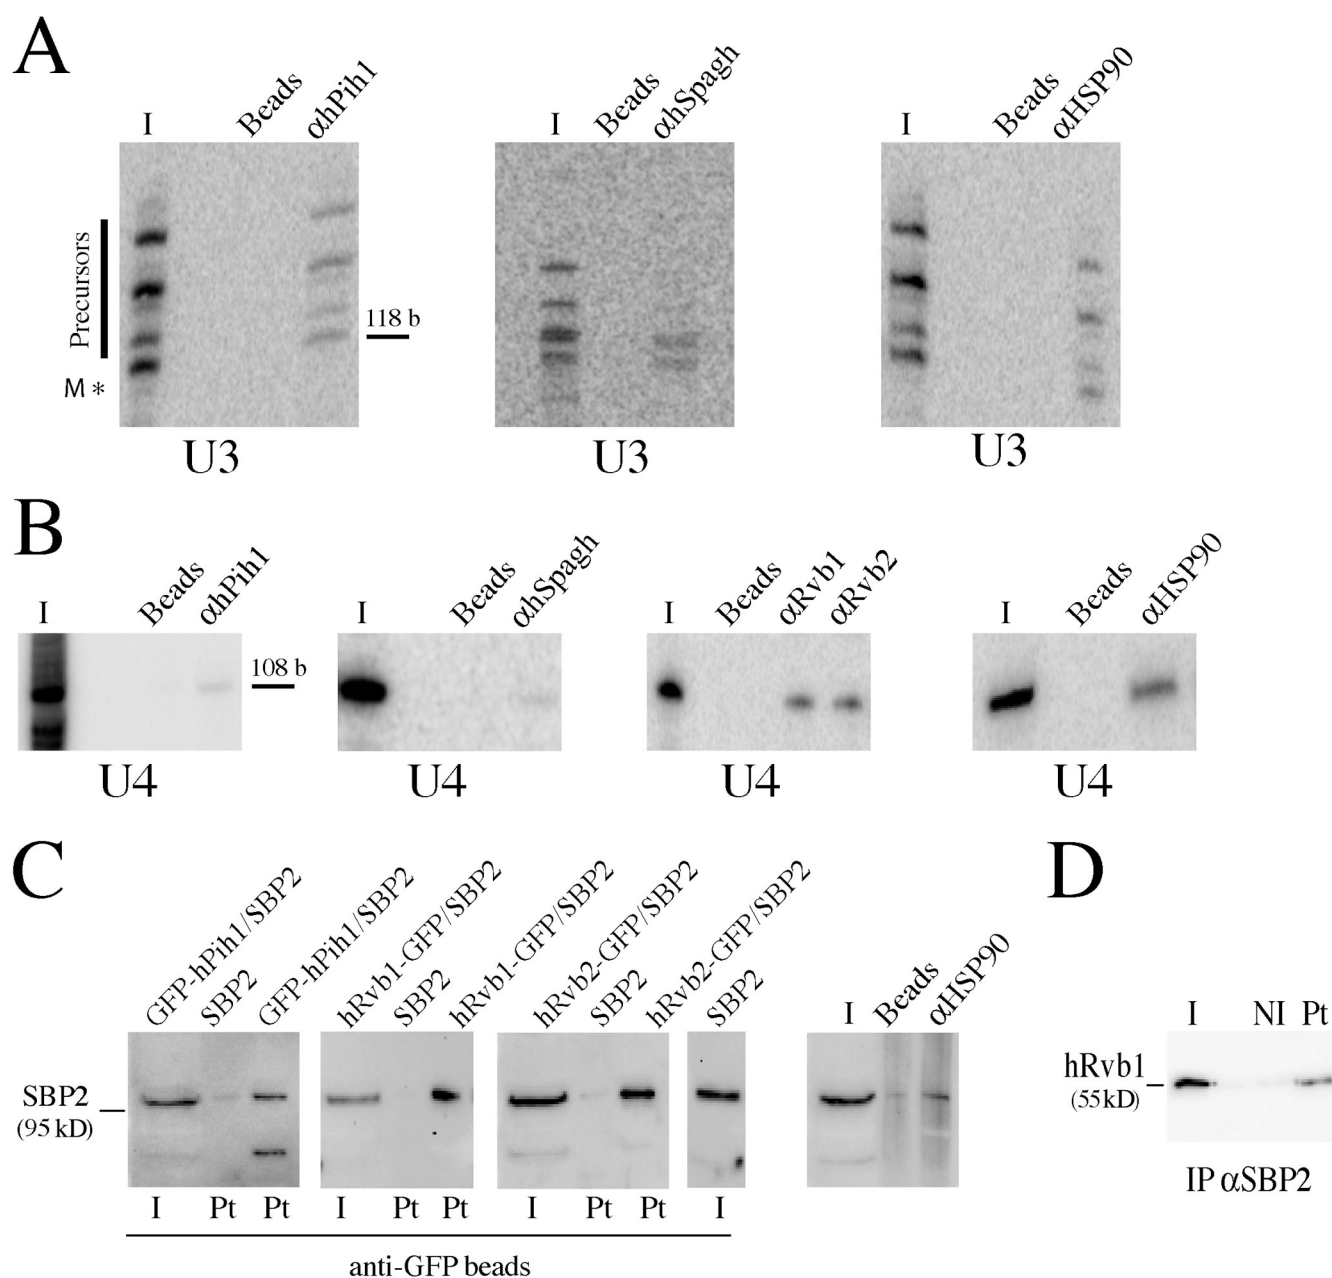 A
I Beads αhPih1
I Beads αhSpagh
I Beads αHSP90
Precursors
118 b
M *
U3 U3 U3
B
I Beads αhPih1
I Beads αhSpagh
I Beads αRvb1 αRvb2
I Beads αHSP90
108 b
U4 U4 U4 U4
C
GFP-hPih1/SBP2 SBP2 GFP-hPih1/SBP2
hRvb1-GFP/SBP2 SBP2 hRvb1-GFP/SBP2
hRvb2-GFP/SBP2 SBP2 hRvb2-GFP/SBP2
SBP2
I Beads αHSP90
SBP2
(95 kD)
I Pt Pt I Pt Pt I Pt Pt I
anti-GFP beads
D
I NI Pt
hRvb1
(55kD)
IP αSBP2